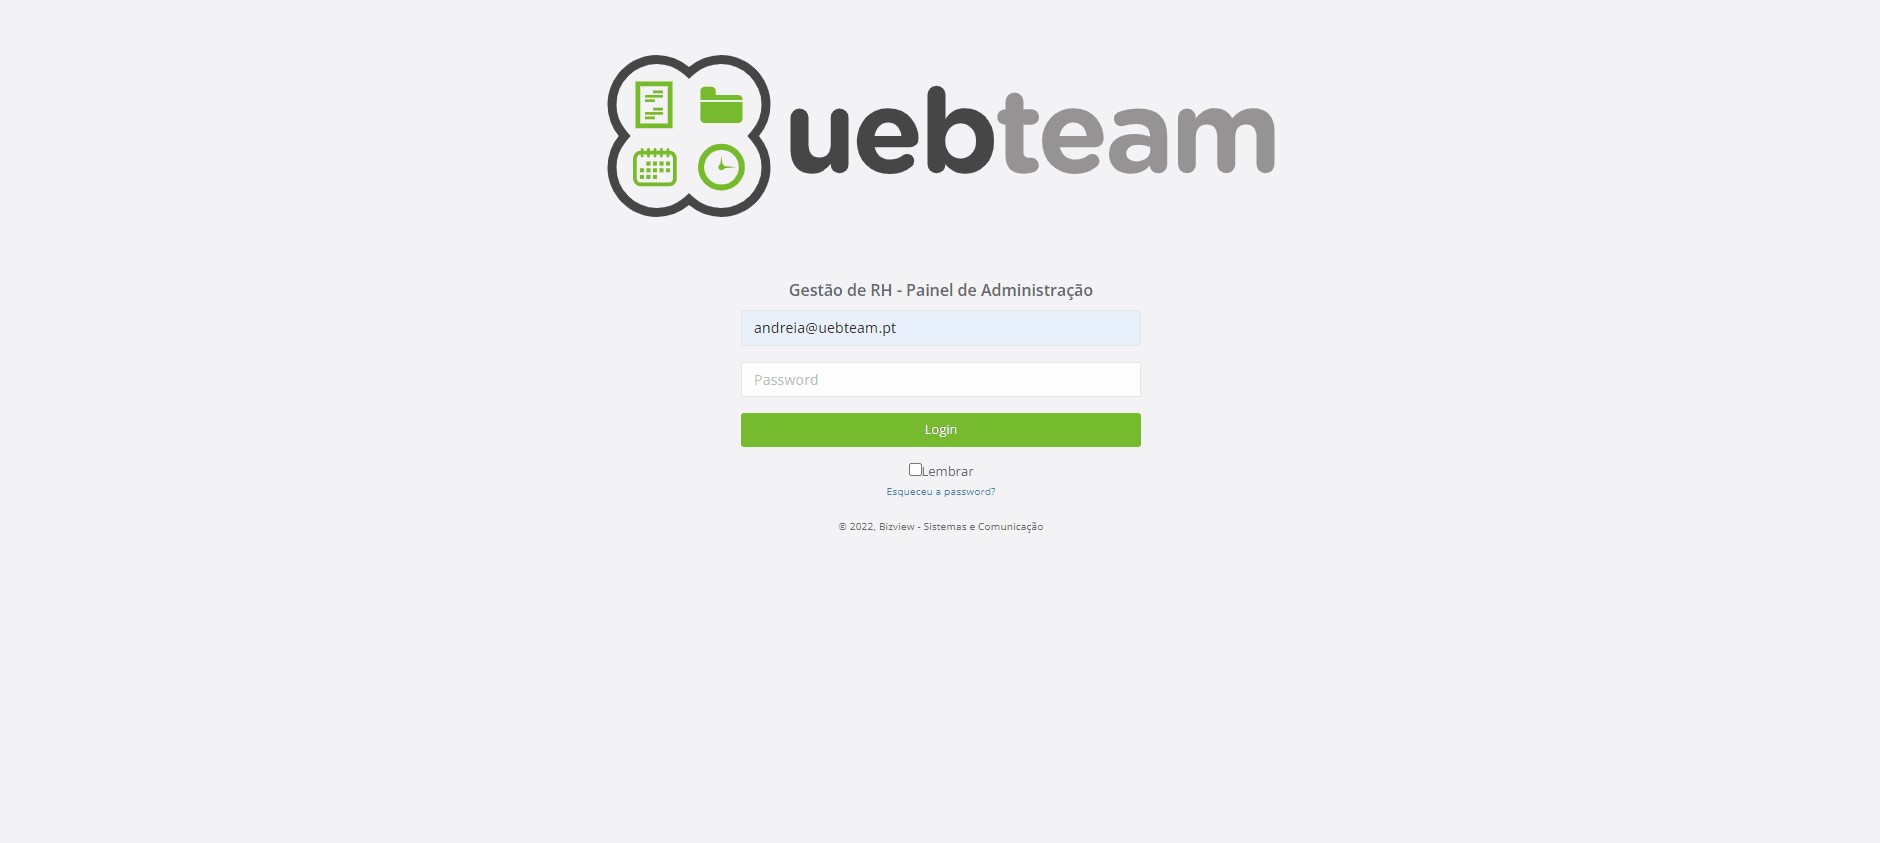 uebteam
Gestão de RH - Painel de Administração
andreia@uebteam.pt
Password
Login
Lembrar
Esqueceu a password?
© 2022, Bizview - Sistemas e Comunicação